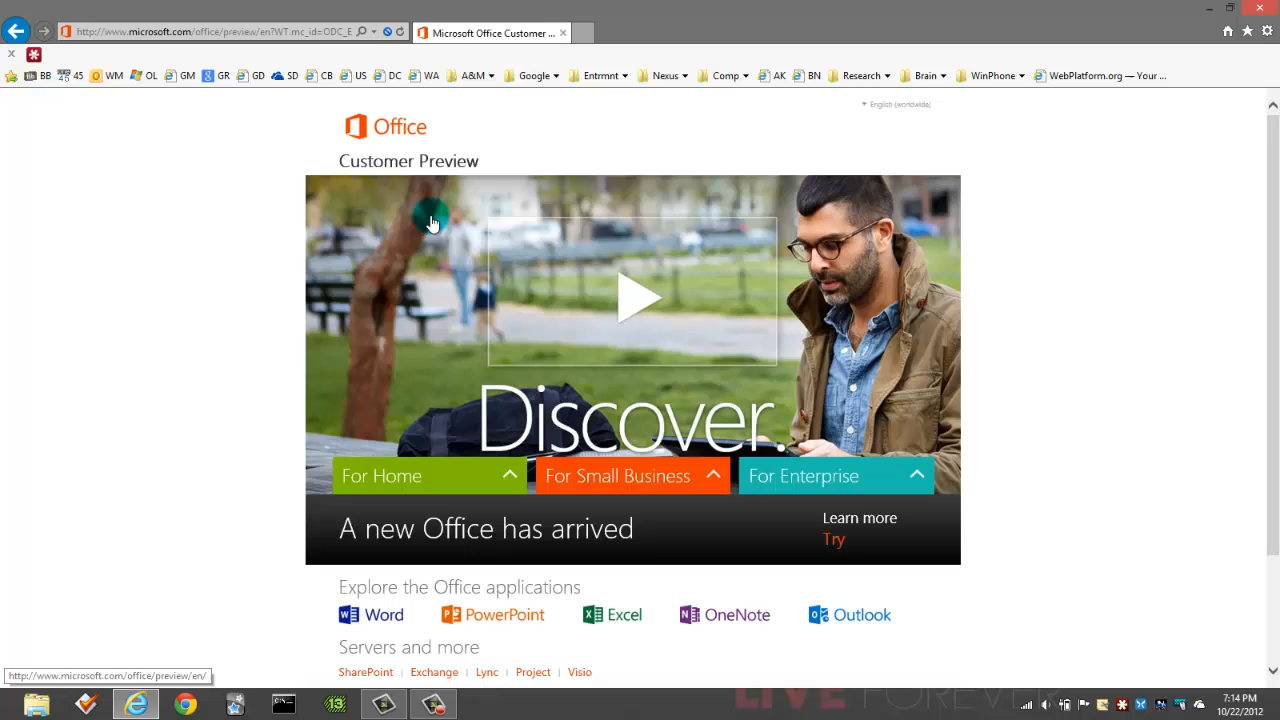 http://www.microsoft.com/office/preview/en?WT.mc_id=ODC_E
Microsoft Office Customer ...
BB 45 WM OL GM GR GD SD CB US DC WA A&M Google Entrmnt Nexus Comp AK BN Research Brain WinPhone WebPlatform.org — Your ...
English (worldwide)
Office
Customer Preview
Discover.
For Home
For Small Business
For Enterprise
A new Office has arrived
Learn more
Try
Explore the Office applications
Word PowerPoint Excel OneNote Outlook
Servers and more
SharePoint | Exchange | Lync | Project | Visio
http://www.microsoft.com/office/preview/en/
LIVE FOREVER
7:14 PM
10/22/2012